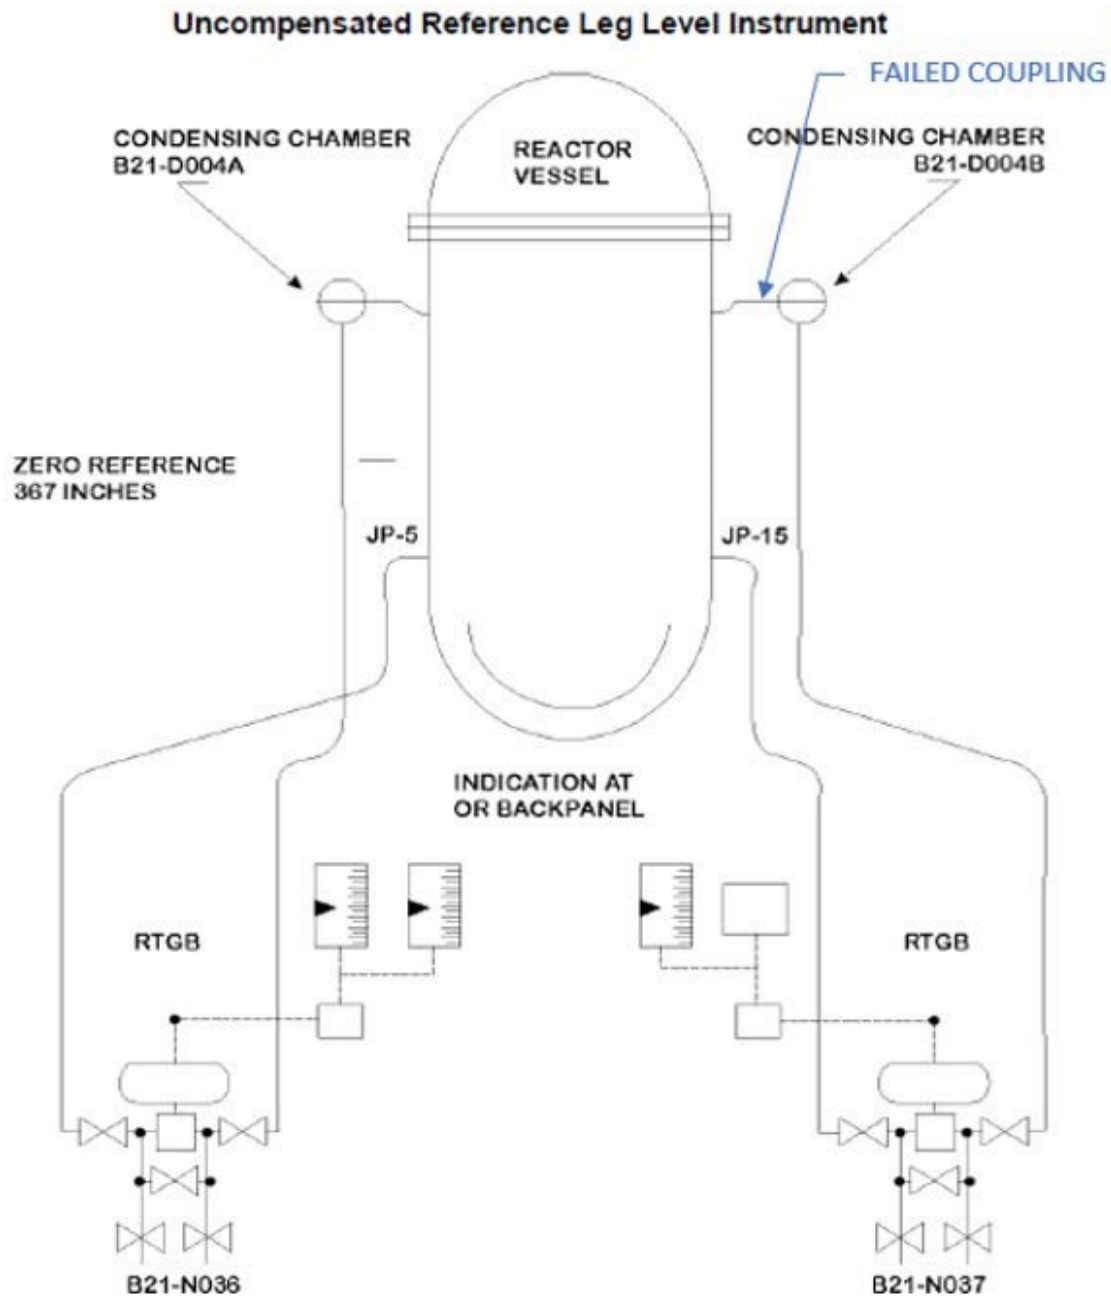 Uncompensated Reference Leg Level Instrument
FAILED COUPLING
CONDENSING CHAMBER
B21-D004A
REACTOR
VESSEL
CONDENSING CHAMBER
B21-D004B
ZERO REFERENCE
367 INCHES
JP-5
JP-15
INDICATION AT
OR BACKPANEL
RTGB
RTGB
B21-N036
B21-N037